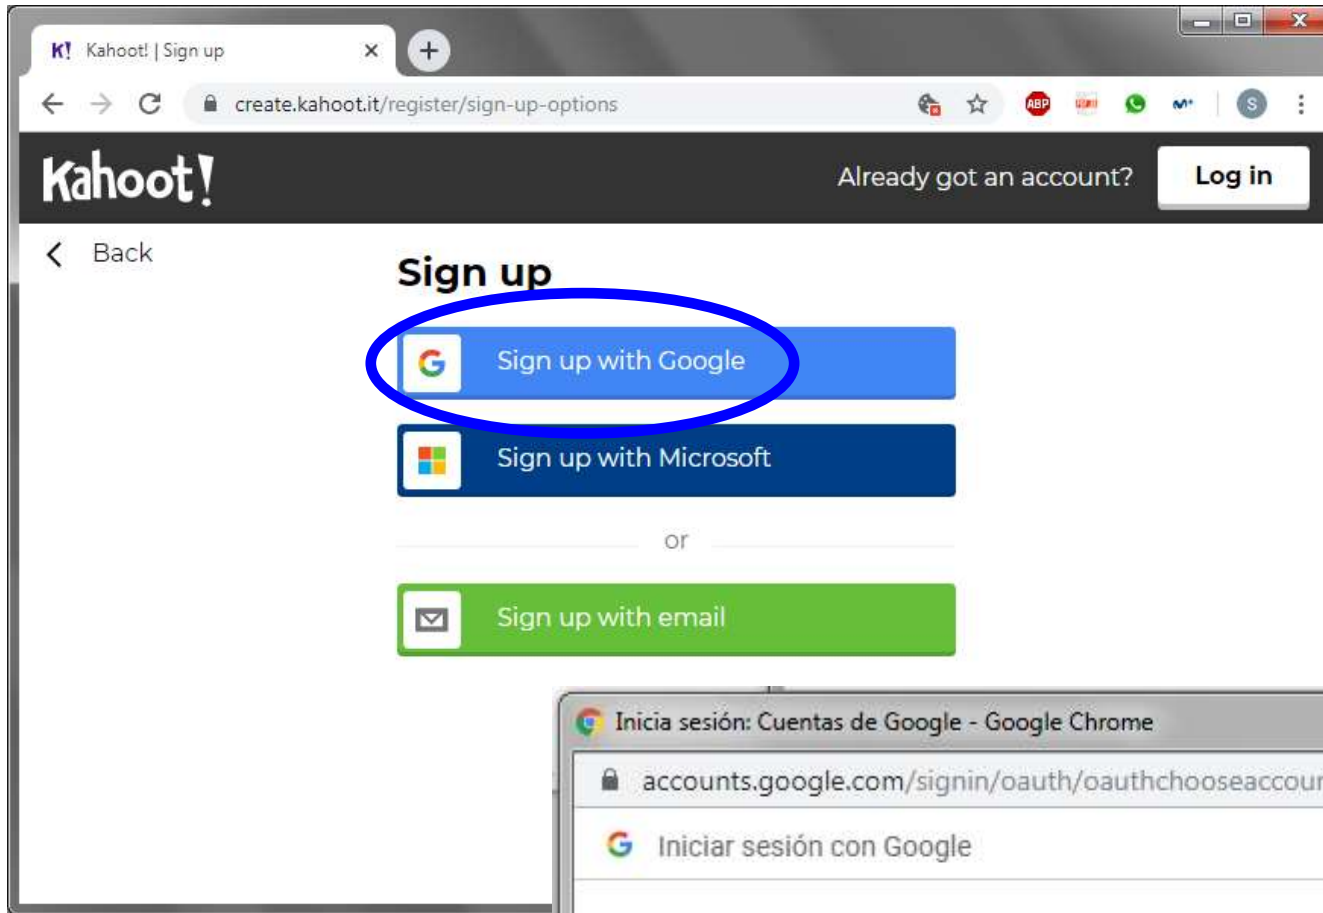 K! Kahoot! | Sign up
create.kahoot.it/register/sign-up-options
ABP
M+
S
Kahoot!
Already got an account?
Log in
Back
Sign up
G Sign up with Google
Sign up with Microsoft
or
Sign up with email
Inicia sesión: Cuentas de Google - Google Chrome
accounts.google.com/signin/oauth/oauthchooseaccour
G Iniciar sesión con Google